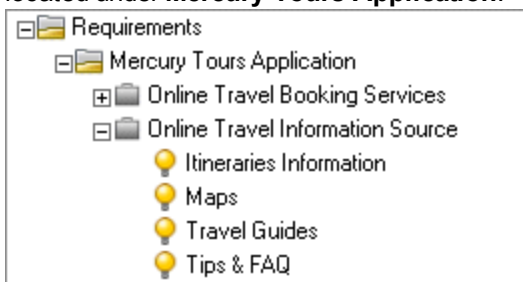 located under Mercury Tours Application.
Requirements
Mercury Tours Application
Online Travel Booking Services
Online Travel Information Source
Itineraries Information
Maps
Travel Guides
Tips & FAQ